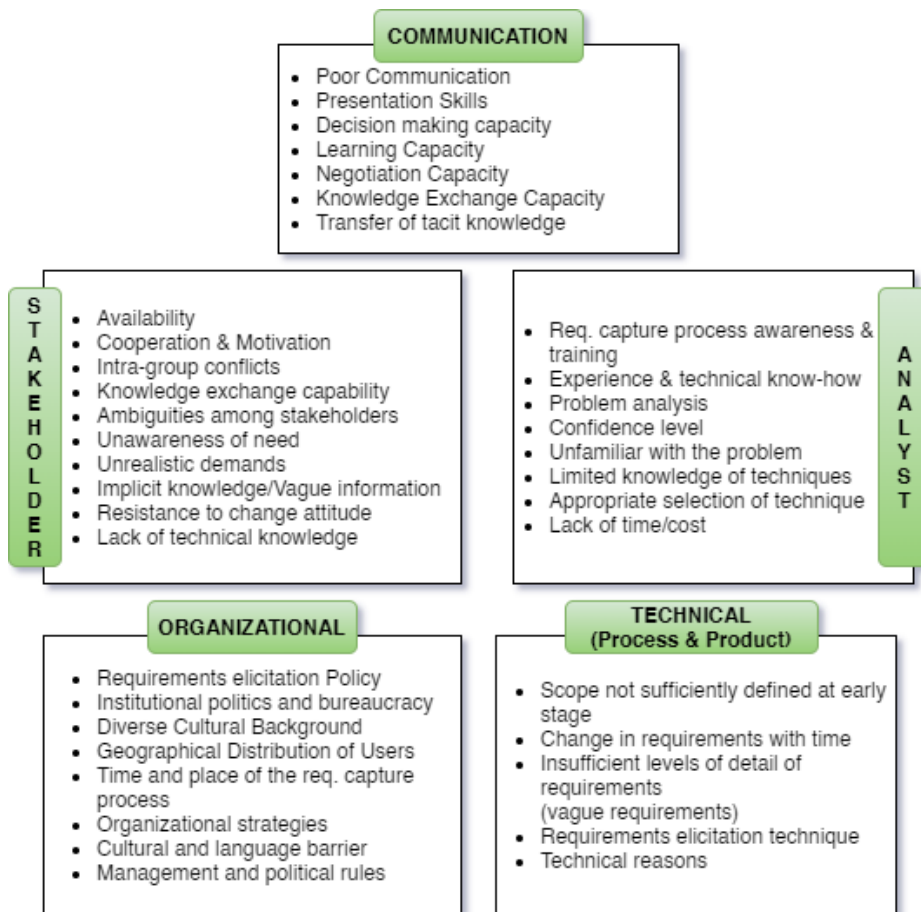 COMMUNICATION
• Poor Communication
• Presentation Skills
• Decision making capacity
• Learning Capacity
• Negotiation Capacity
• Knowledge Exchange Capacity
• Transfer of tacit knowledge
STAKEHOLDER
• Availability
• Cooperation & Motivation
• Intra-group conflicts
• Knowledge exchange capability
• Ambiguities among stakeholders
• Unawareness of need
• Unrealistic demands
• Implicit knowledge/Vague information
• Resistance to change attitude
• Lack of technical knowledge
ANALYST
• Req. capture process awareness &
training
• Experience & technical know-how
• Problem analysis
• Confidence level
• Unfamiliar with the problem
• Limited knowledge of techniques
• Appropriate selection of technique
• Lack of time/cost
ORGANIZATIONAL
• Requirements elicitation Policy
• Institutional politics and bureaucracy
• Diverse Cultural Background
• Geographical Distribution of Users
• Time and place of the req. capture
process
• Organizational strategies
• Cultural and language barrier
• Management and political rules
TECHNICAL
(Process & Product)
• Scope not sufficiently defined at early
stage
• Change in requirements with time
• Insufficient levels of detail of
requirements
(vague requirements)
• Requirements elicitation technique
• Technical reasons